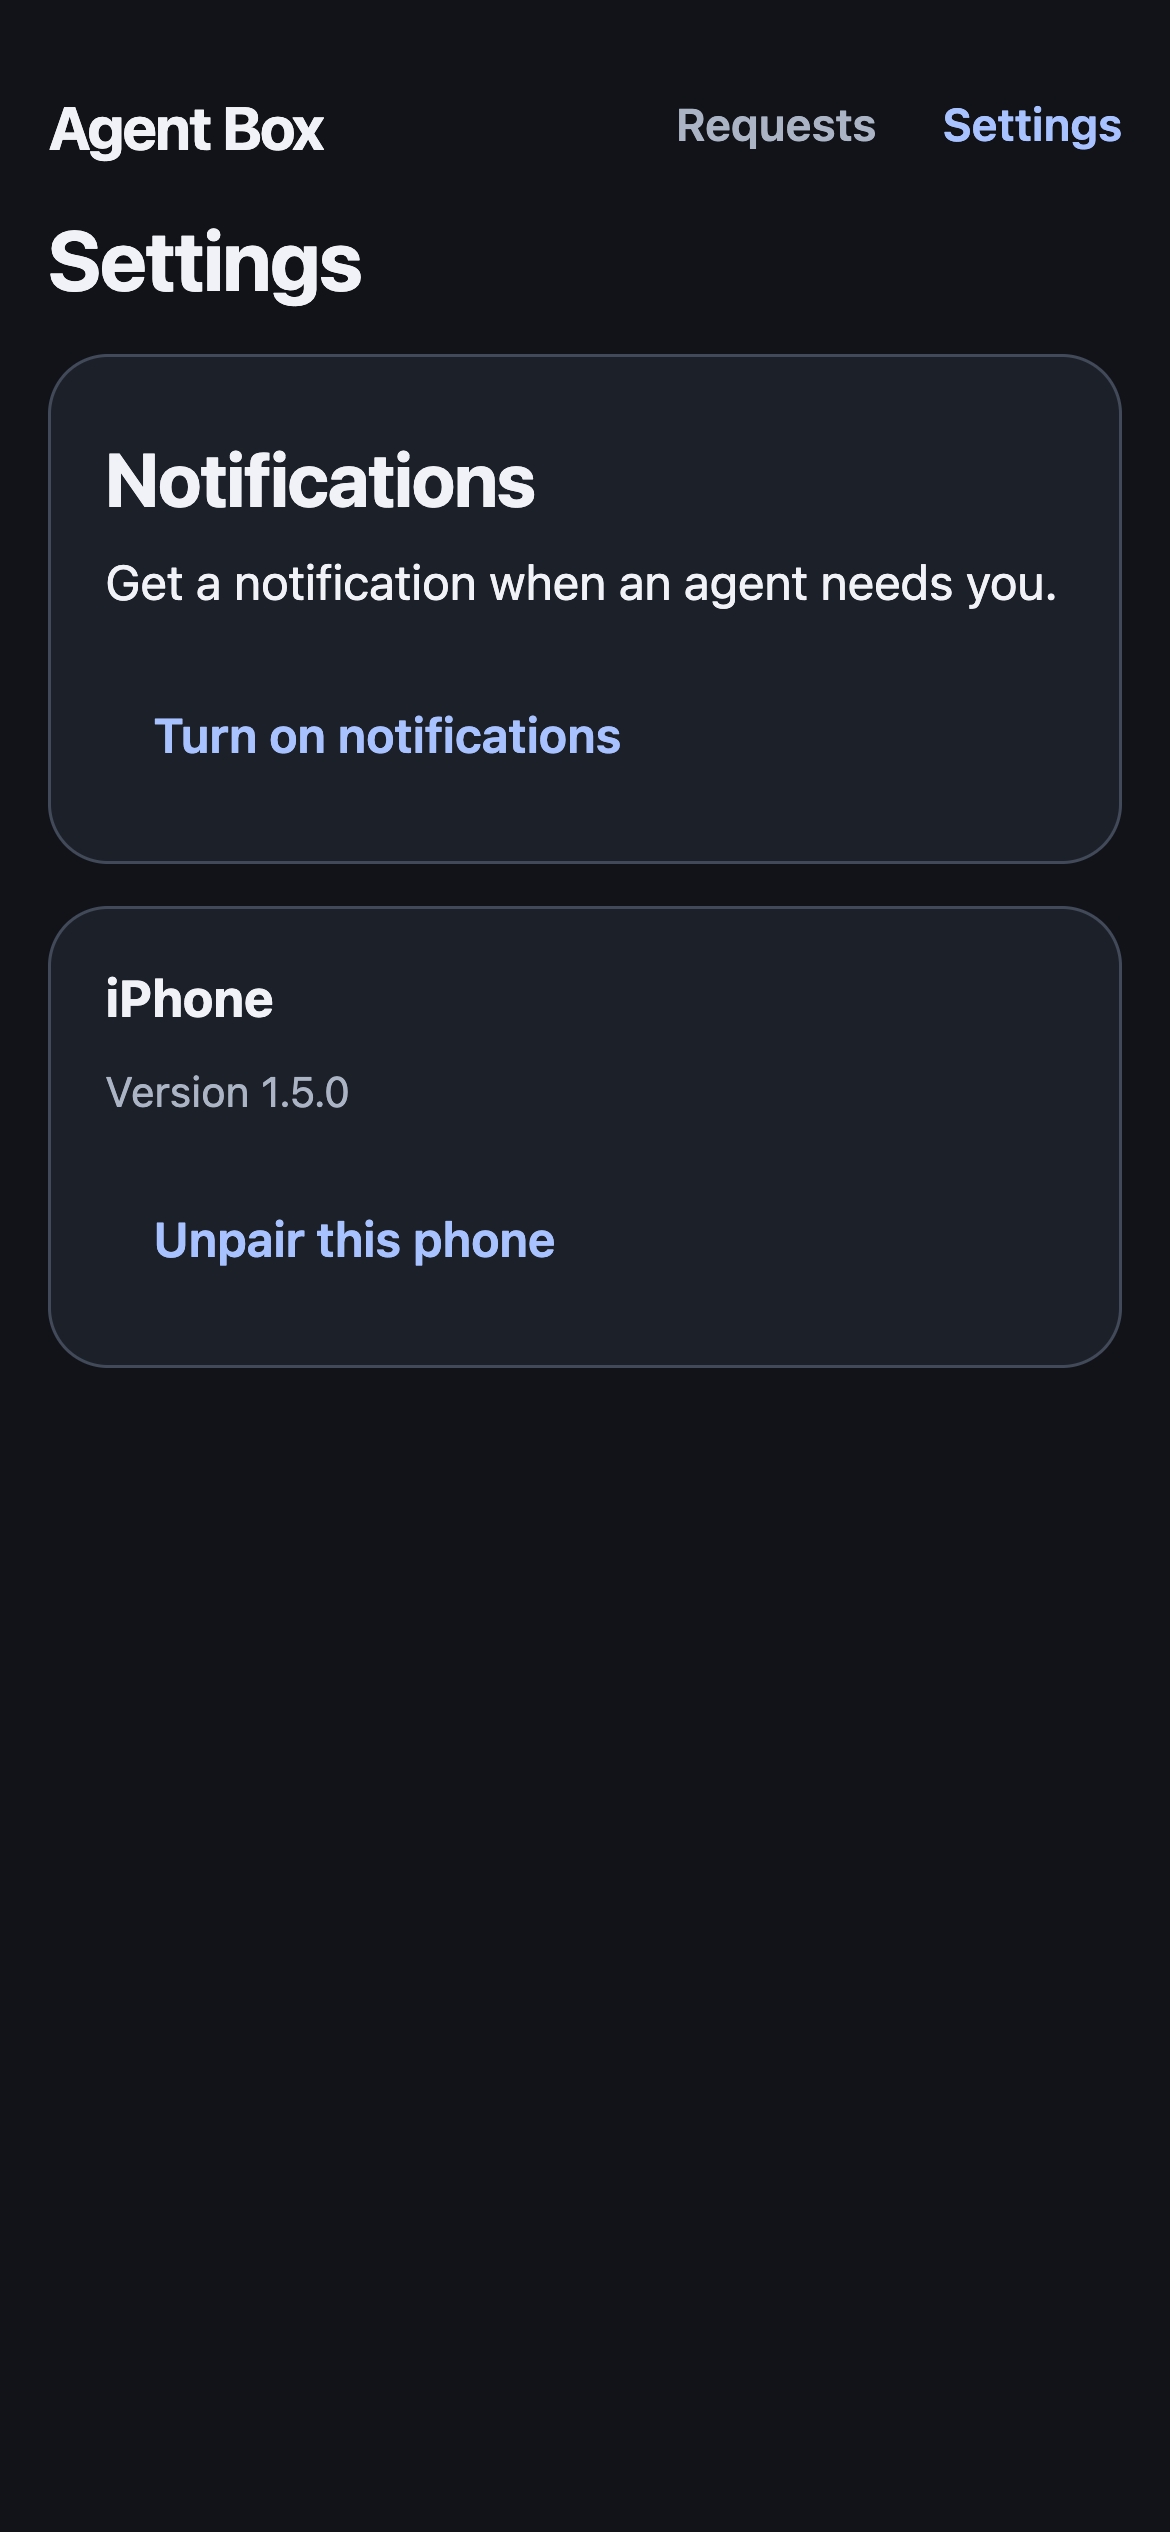 Agent Box
Requests
Settings
Settings
Notifications
Get a notification when an agent needs you.
Turn on notifications
iPhone
Version 1.5.0
Unpair this phone